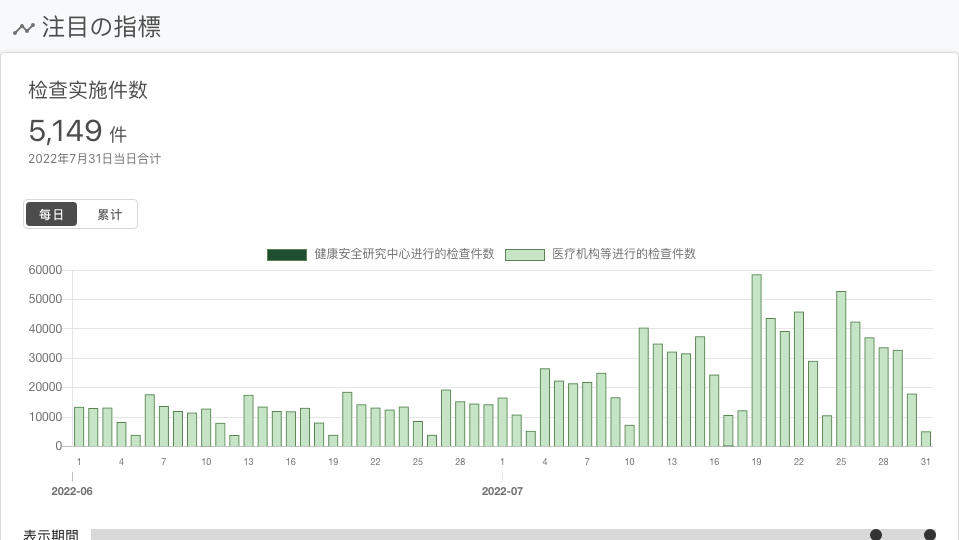 注目の指標
检查实施件数
5,149 件
2022年7月31日当日合计
每日 累计
健康安全研究中心进行的检查件数 医疗机构等进行的检查件数
60000
50000
40000
30000
20000
10000
0
1 4 7 10 13 16 19 22 25 28 1 4 7 10 13 16 19 22 25 28 31
2022-06 2022-07
表示期間